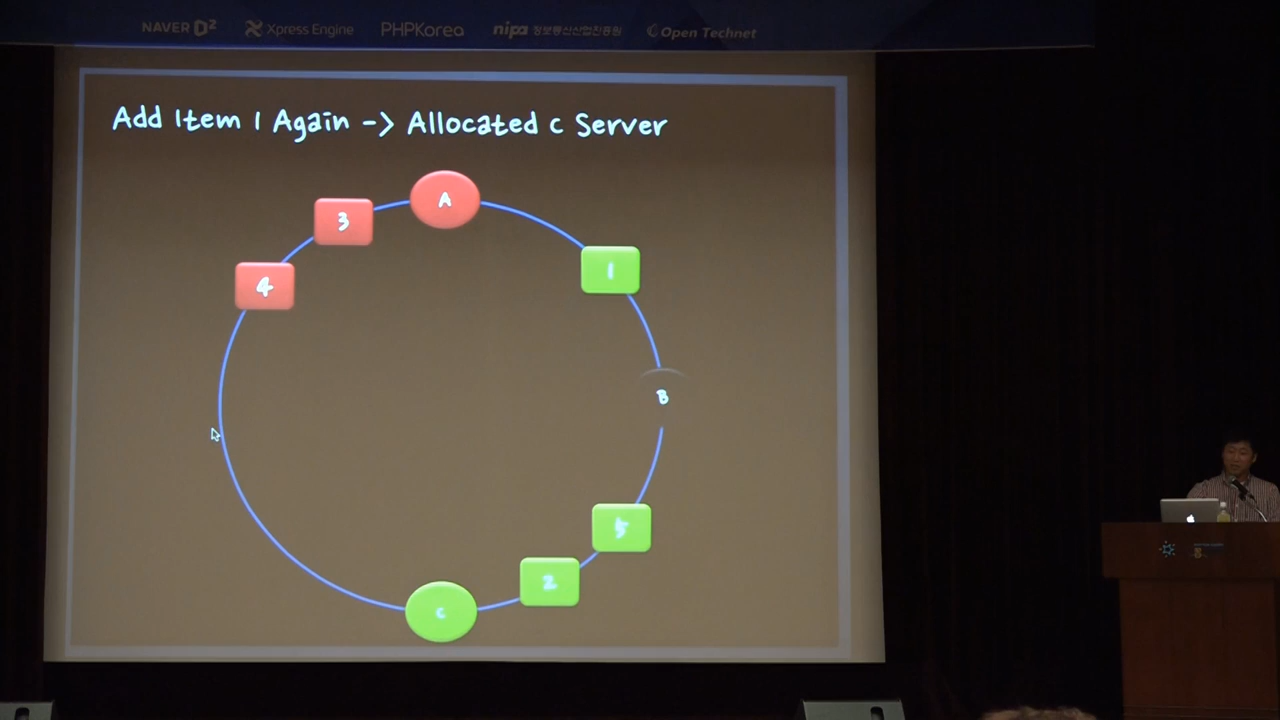 NAVER D2 Xpress Engine PHPKorea nipa 정보통신산업진흥원 Open Technet
Add Item 1 Again -> Allocated c Server
A
3
1
4
B
5
2
c